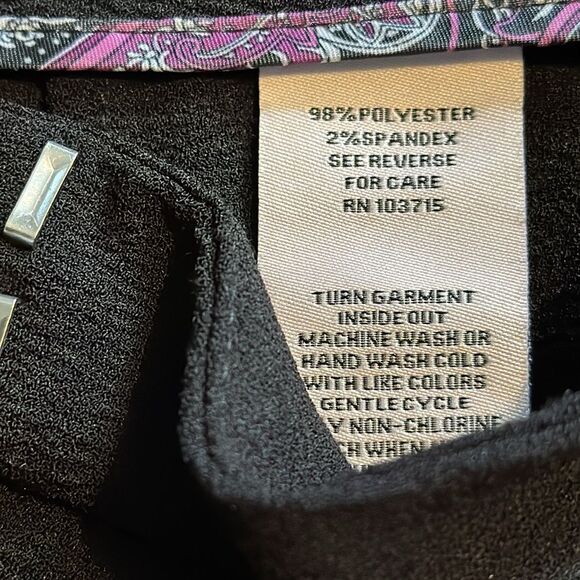 98% POLYESTER
2% SPANDEX
SEE REVERSE
FOR CARE
RN 103715
TURN GARMENT
INSIDE OUT
MACHINE WASH OR
HAND WASH COLD
WITH LIKE COLORS
GENTLE CYCLE
NON-CHLORINE
WHEN